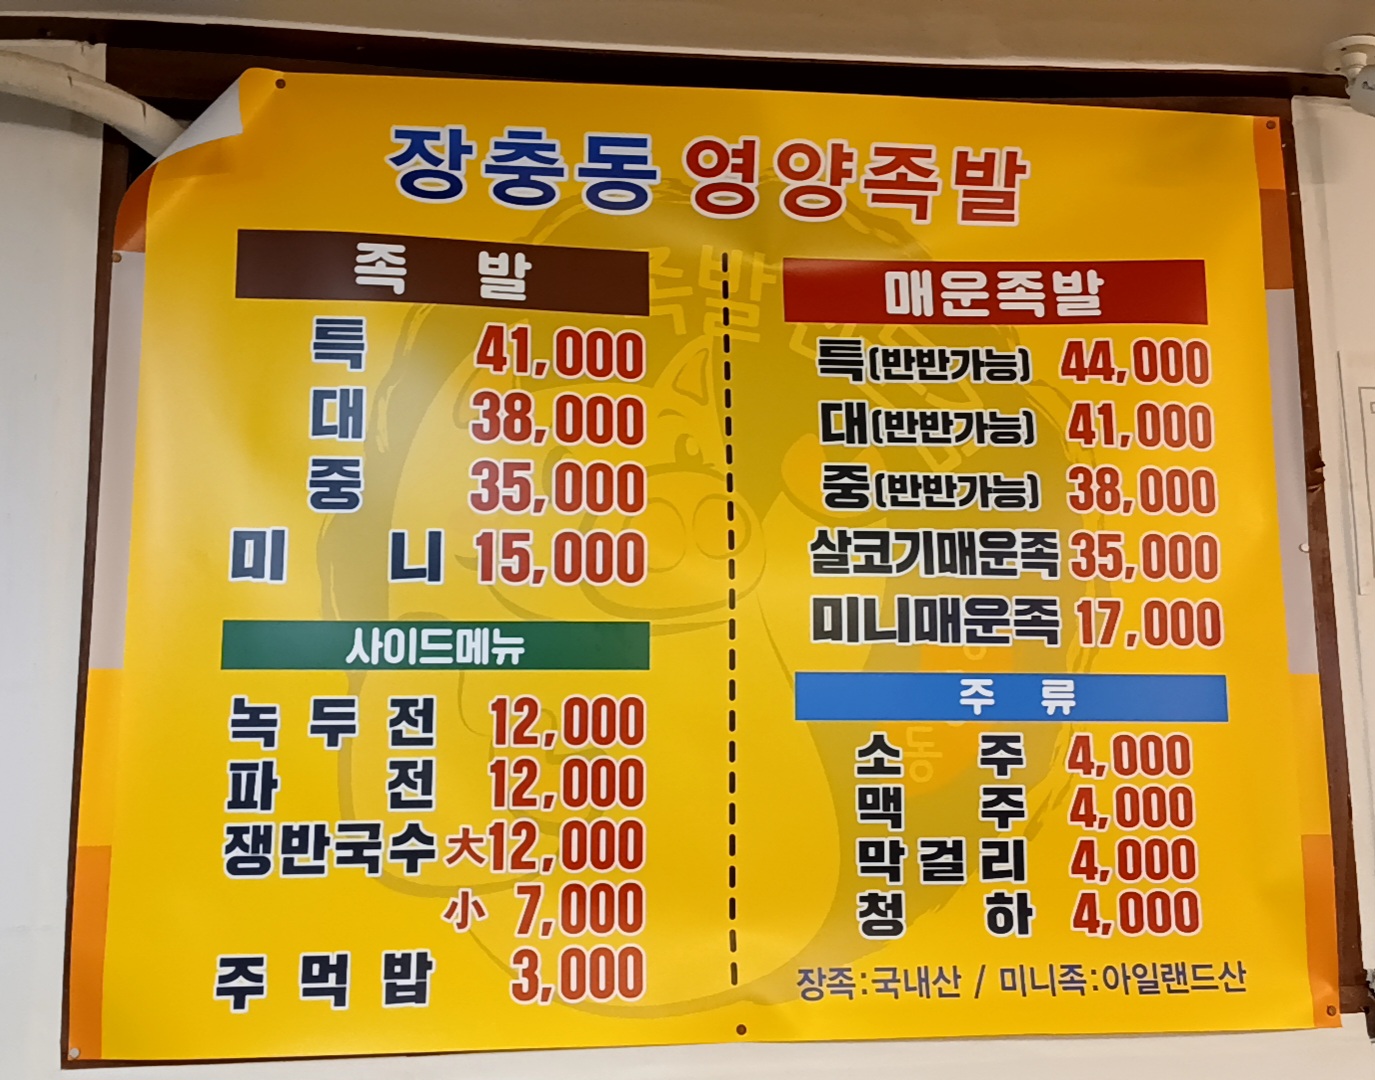 장충동 영양족발
족 발
특 41,000
대 38,000
중 35,000
미 니 15,000
사이드메뉴
녹두전 12,000
파 전 12,000
쟁반국수 大 12,000
小 7,000
주먹밥 3,000
매운족발
특(반반가능) 44,000
대(반반가능) 41,000
중(반반가능) 38,000
살코기매운족 35,000
미니매운족 17,000
주 류
소 주 4,000
맥 주 4,000
막걸리 4,000
청 하 4,000
장족:국내산 / 미니족:아일랜드산